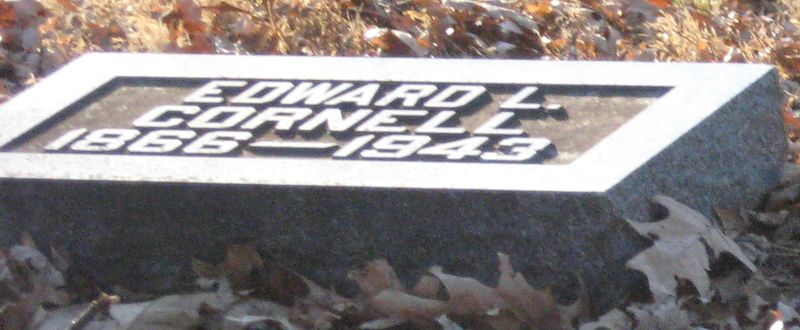 EDWARD L.
CORNELL
1866—1943